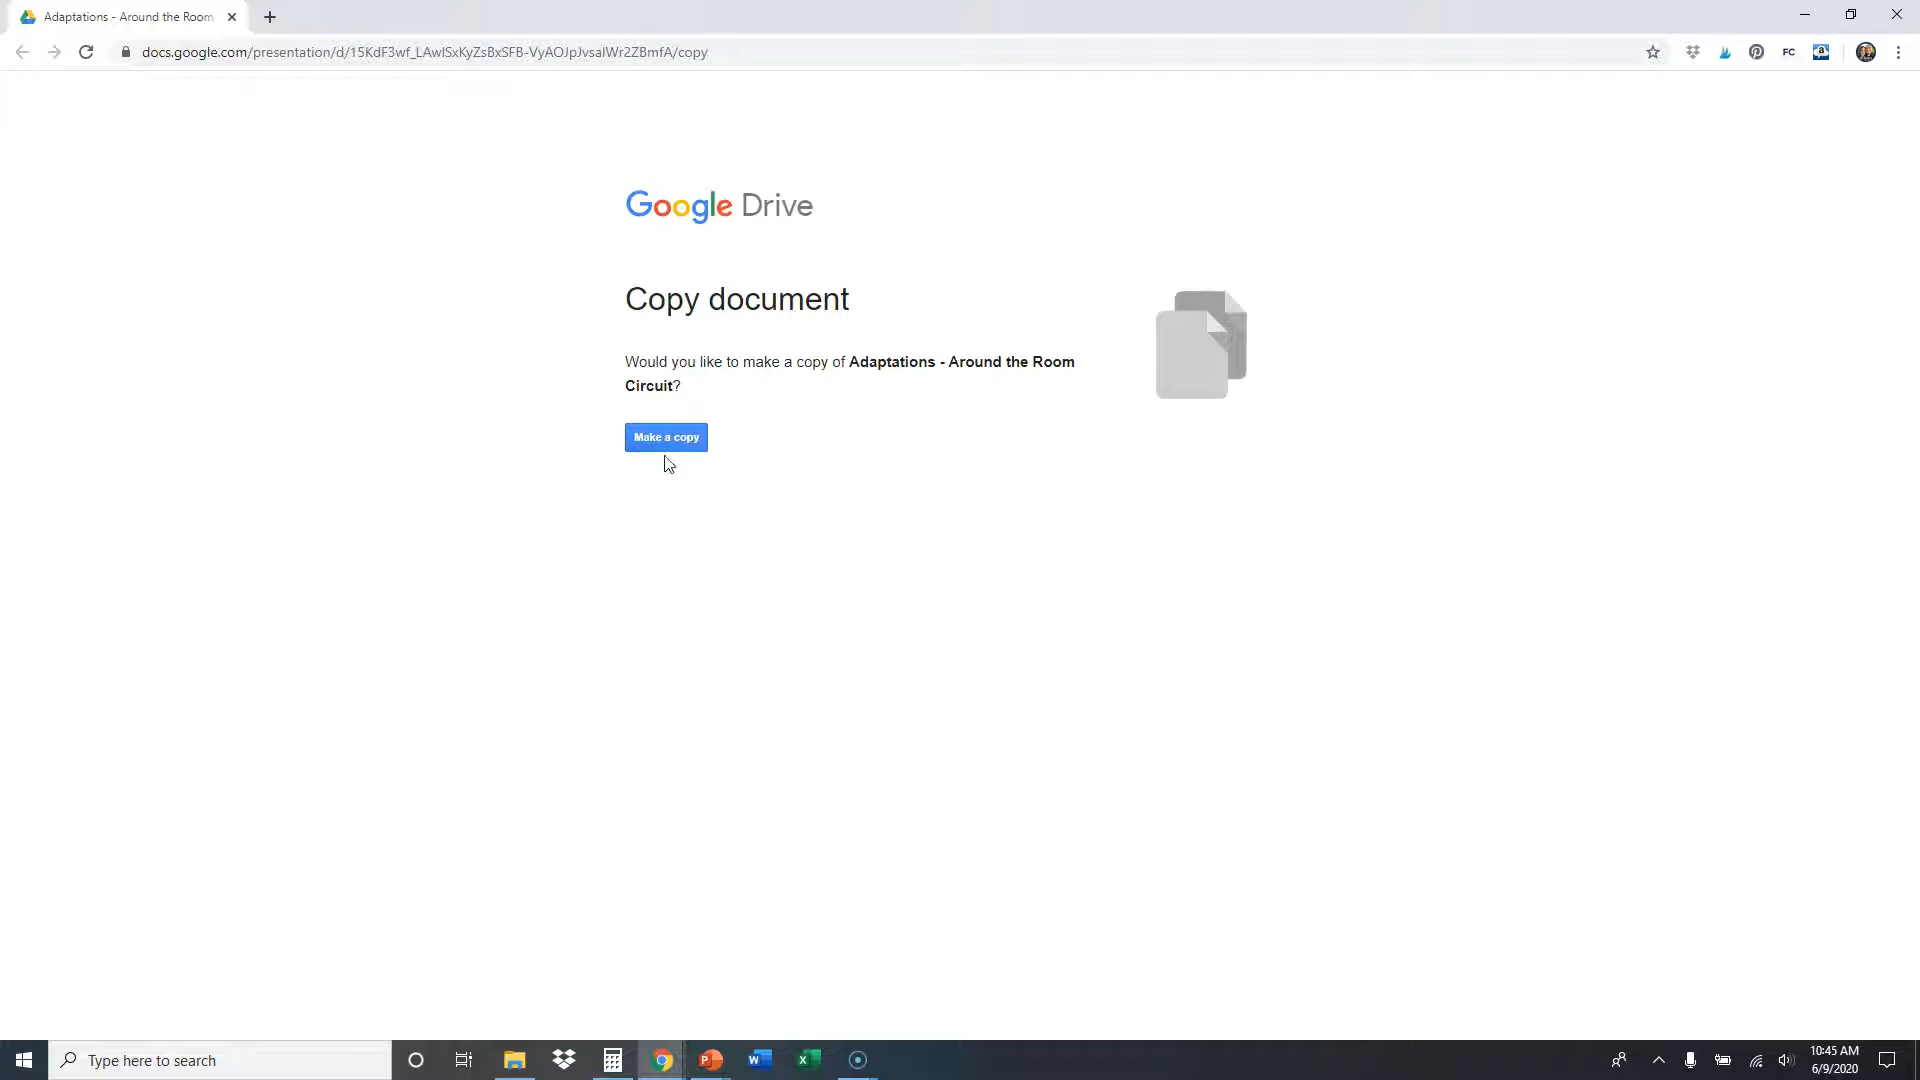 Adaptations - Around the Room
docs.google.com/presentation/d/15KdF3wf_LAwlSxKyZsBxSFB-VyAOJpJvsalWr2ZBmfA/copy
FC
Google Drive
Copy document
Would you like to make a copy of Adaptations - Around the Room
Circuit?
Make a copy
Type here to search
10:45 AM
6/9/2020